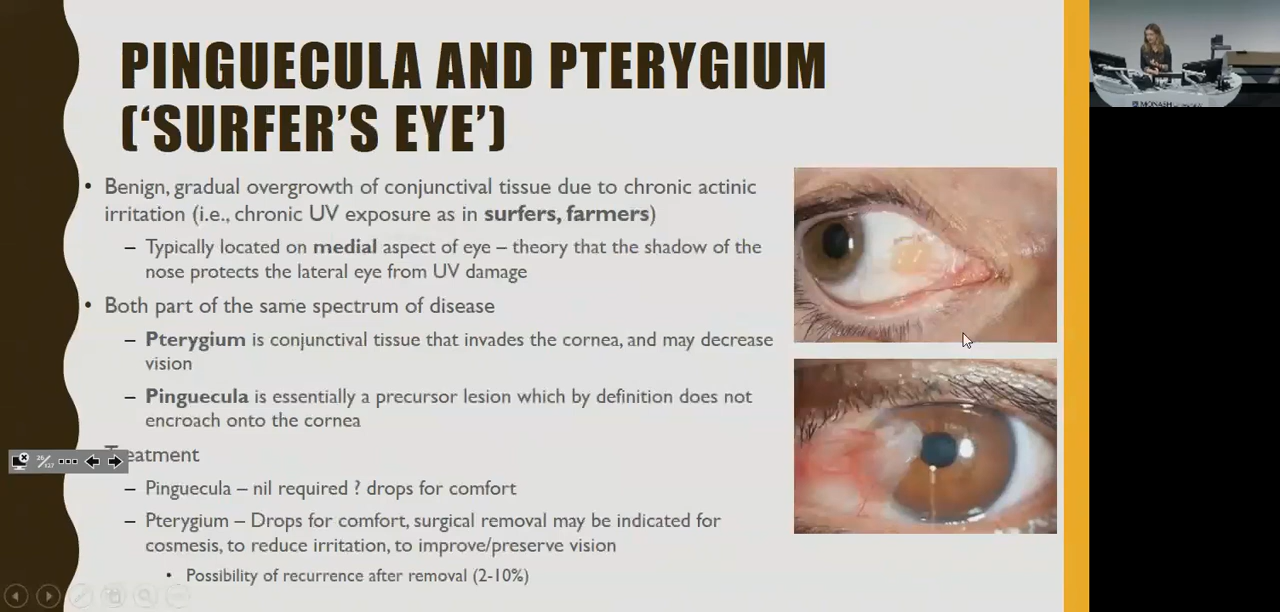 PINGUECULA AND PTERYGIUM
('SURFER'S EYE')
• Benign, gradual overgrowth of conjunctival tissue due to chronic actinic
irritation (i.e., chronic UV exposure as in surfers, farmers)
– Typically located on medial aspect of eye – theory that the shadow of the
nose protects the lateral eye from UV damage
• Both part of the same spectrum of disease
– Pterygium is conjunctival tissue that invades the cornea, and may decrease
vision
– Pinguecula is essentially a precursor lesion which by definition does not
encroach onto the cornea
Treatment
– Pinguecula – nil required ? drops for comfort
– Pterygium – Drops for comfort, surgical removal may be indicated for
cosmesis, to reduce irritation, to improve/preserve vision
• Possibility of recurrence after removal (2-10%)
MONASH